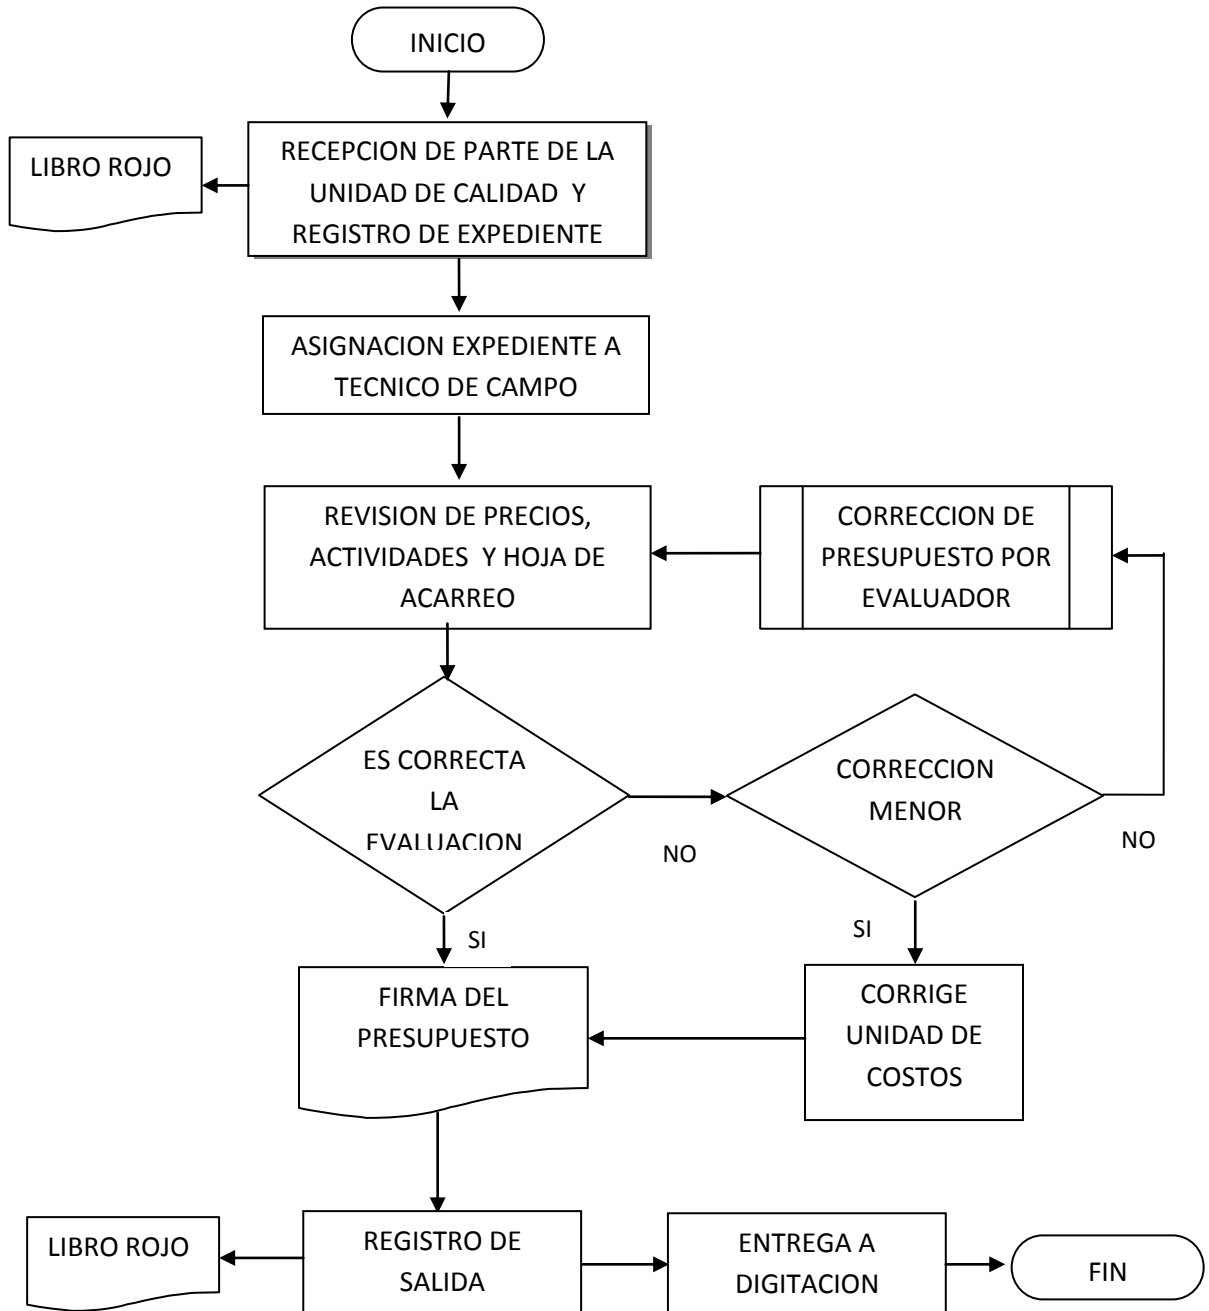 INICIO
LIBRO ROJO
RECEPCION DE PARTE DE LA
UNIDAD DE CALIDAD Y
REGISTRO DE EXPEDIENTE
ASIGNACION EXPEDIENTE A
TECNICO DE CAMPO
REVISION DE PRECIOS,
ACTIVIDADES Y HOJA DE
ACARREO
CORRECCION DE
PRESUPUESTO POR
EVALUADOR
ES CORRECTA
LA
EVALUACION
NO
CORRECCION
MENOR
NO
SI
SI
FIRMA DEL
PRESUPUESTO
CORRIGE
UNIDAD DE
COSTOS
LIBRO ROJO
REGISTRO DE
SALIDA
ENTREGA A
DIGITACION
FIN